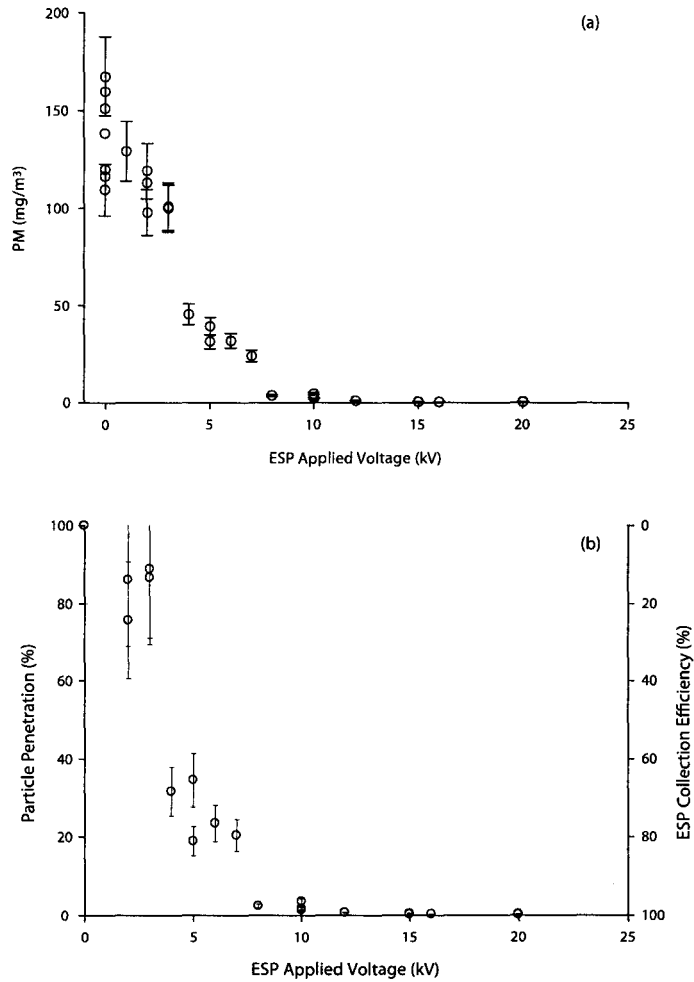 (a)
200
150
100
50
0
PM (mg/m³)
0 5 10 15 20 25
ESP Applied Voltage (kV)
(b)
100 0
80 20
60 40
40 60
20 80
0 100
Particle Penetration (%)
ESP Collection Efficiency (%)
0 5 10 15 20 25
ESP Applied Voltage (kV)